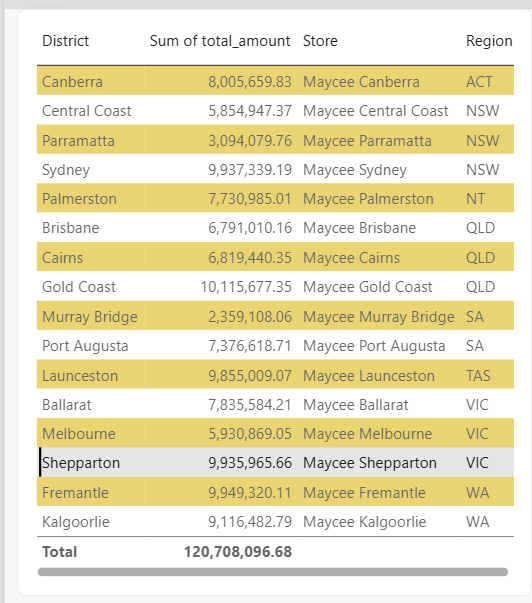 District Sum of total_amount Store Region
Canberra 8,005,659.83 Maycee Canberra ACT
Central Coast 5,854,947.37 Maycee Central Coast NSW
Parramatta 3,094,079.76 Maycee Parramatta NSW
Sydney 9,937,339.19 Maycee Sydney NSW
Palmerston 7,730,985.01 Maycee Palmerston NT
Brisbane 6,791,010.16 Maycee Brisbane QLD
Cairns 6,819,440.35 Maycee Cairns QLD
Gold Coast 10,115,677.35 Maycee Gold Coast QLD
Murray Bridge 2,359,108.06 Maycee Murray Bridge SA
Port Augusta 7,376,618.71 Maycee Port Augusta SA
Launceston 9,855,009.07 Maycee Launceston TAS
Ballarat 7,835,584.21 Maycee Ballarat VIC
Melbourne 5,930,869.05 Maycee Melbourne VIC
Shepparton 9,935,965.66 Maycee Shepparton VIC
Fremantle 9,949,320.11 Maycee Fremantle WA
Kalgoorlie 9,116,482.79 Maycee Kalgoorlie WA
Total 120,708,096.68